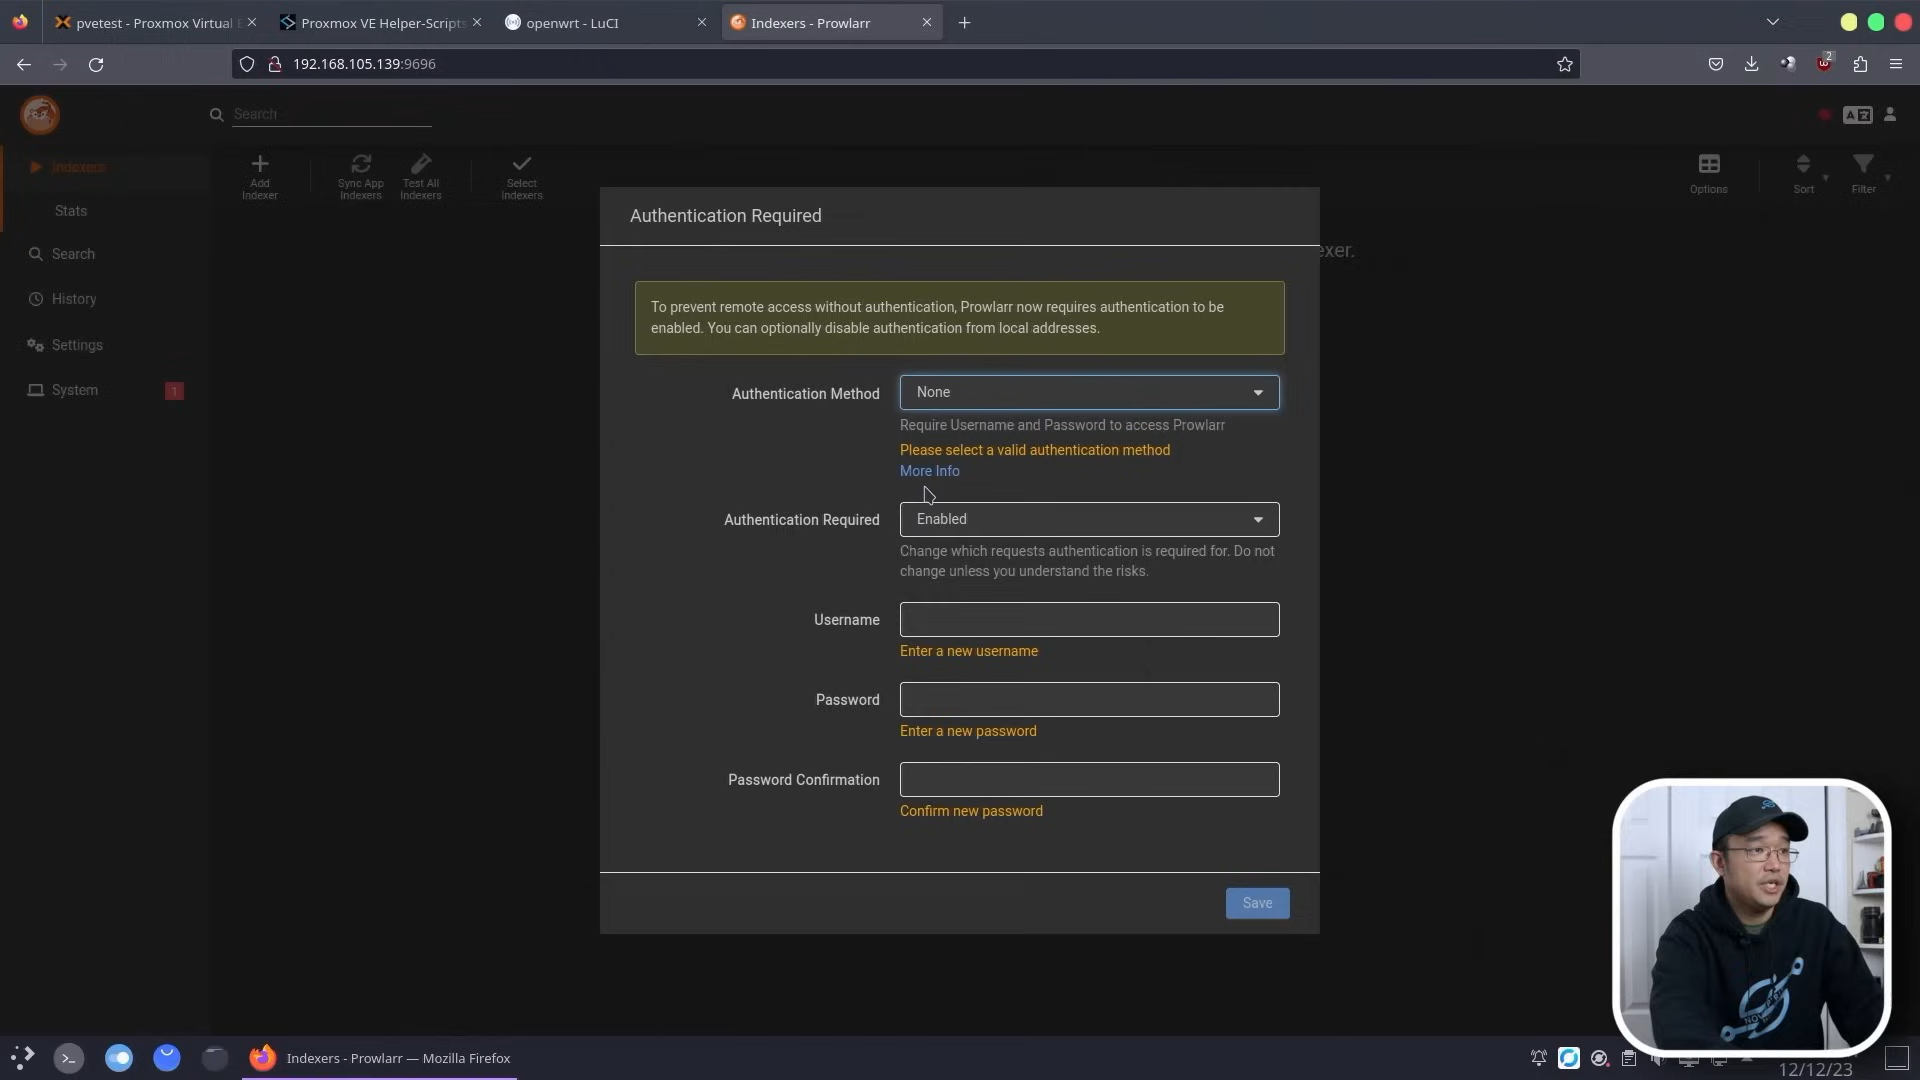 pvetest - Proxmox Virtual E
Proxmox VE Helper-Scripts
openwrt - LuCI
Indexers - Prowlarr
192.168.105.139:9696
2
Search
Indexers
Stats
Search
History
Settings
System
1
Add
Indexer
Sync App
Indexers
Test All
Indexers
Select
Indexers
Options
Sort
Filter
exer.
Authentication Required
To prevent remote access without authentication, Prowlarr now requires authentication to be
enabled. You can optionally disable authentication from local addresses.
Authentication Method
None
Require Username and Password to access Prowlarr
Please select a valid authentication method
More Info
Authentication Required
Enabled
Change which requests authentication is required for. Do not
change unless you understand the risks.
Username
Enter a new username
Password
Enter a new password
Password Confirmation
Confirm new password
Save
Indexers - Prowlarr — Mozilla Firefox
12/12/23